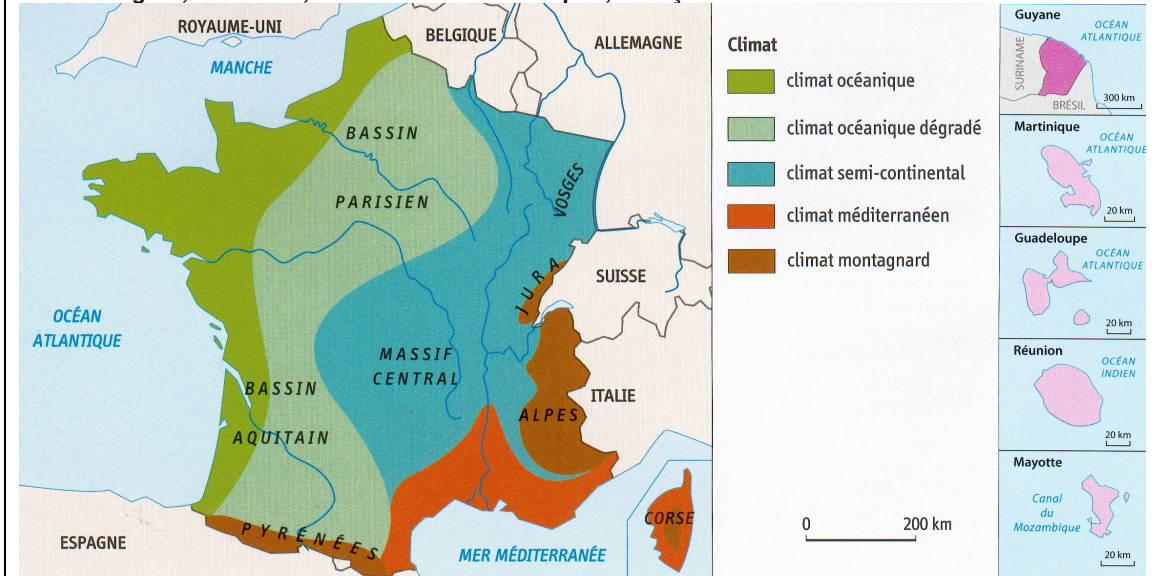 ROYAUME-UNI
BELGIQUE
ALLEMAGNE
MANCHE
BASSIN
PARISIEN
VOSGES
JURA
SUISSE
OCÉAN
ATLANTIQUE
MASSIF
CENTRAL
BASSIN
AQUITAIN
ALPES
ITALIE
PYRÉNÉES
ESPAGNE
MER MÉDITERRANÉE
CORSE
Climat
climat océanique
climat océanique dégradé
climat semi-continental
climat méditerranéen
climat montagnard
0 200 km
Guyane
OCÉAN
ATLANTIQUE
SURINAME
BRÉSIL
300 km
Martinique
OCÉAN
ATLANTIQUE
20 km
Guadeloupe
OCÉAN
ATLANTIQUE
20 km
Réunion
OCÉAN
INDIEN
20 km
Mayotte
Canal
du
Mozambique
20 km